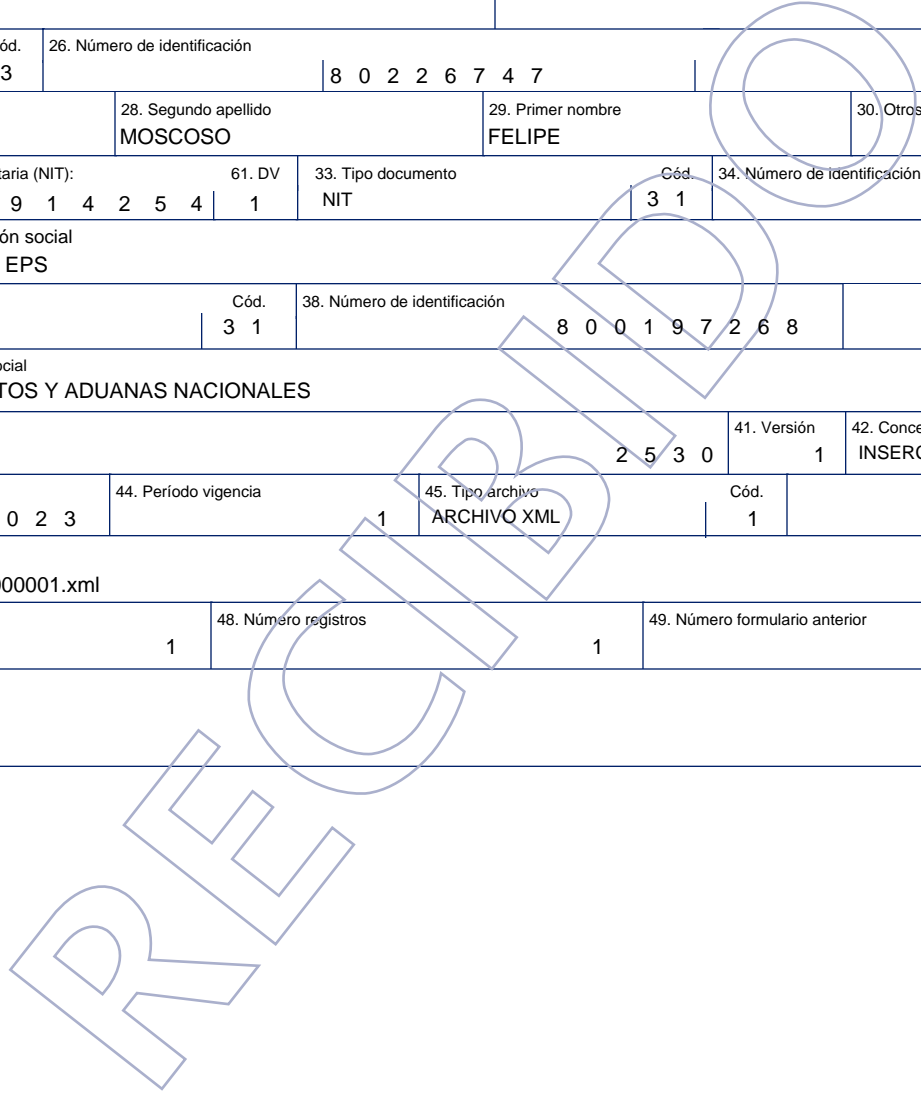 ód. 26. Número de identificación
3 8 0 2 2 6 7 4 7
28. Segundo apellido 29. Primer nombre 30. Otros
MOSCOSO FELIPE
taria (NIT): 61. DV 33. Tipo documento Cód. 34. Número de identificación
9 1 4 2 5 4 1 NIT 3 1
ón social
EPS
Cód. 38. Número de identificación
3 1 8 0 0 1 9 7 2 6 8
ocial
TOS Y ADUANAS NACIONALES
41. Versión 42. Conce
2 5 3 0 1 INSERC
44. Período vigencia 45. Tipo archivo Cód.
0 2 3 1 ARCHIVO XML 1
000001.xml
48. Número registros 49. Número formulario anterior
1 1
RECIBIDO